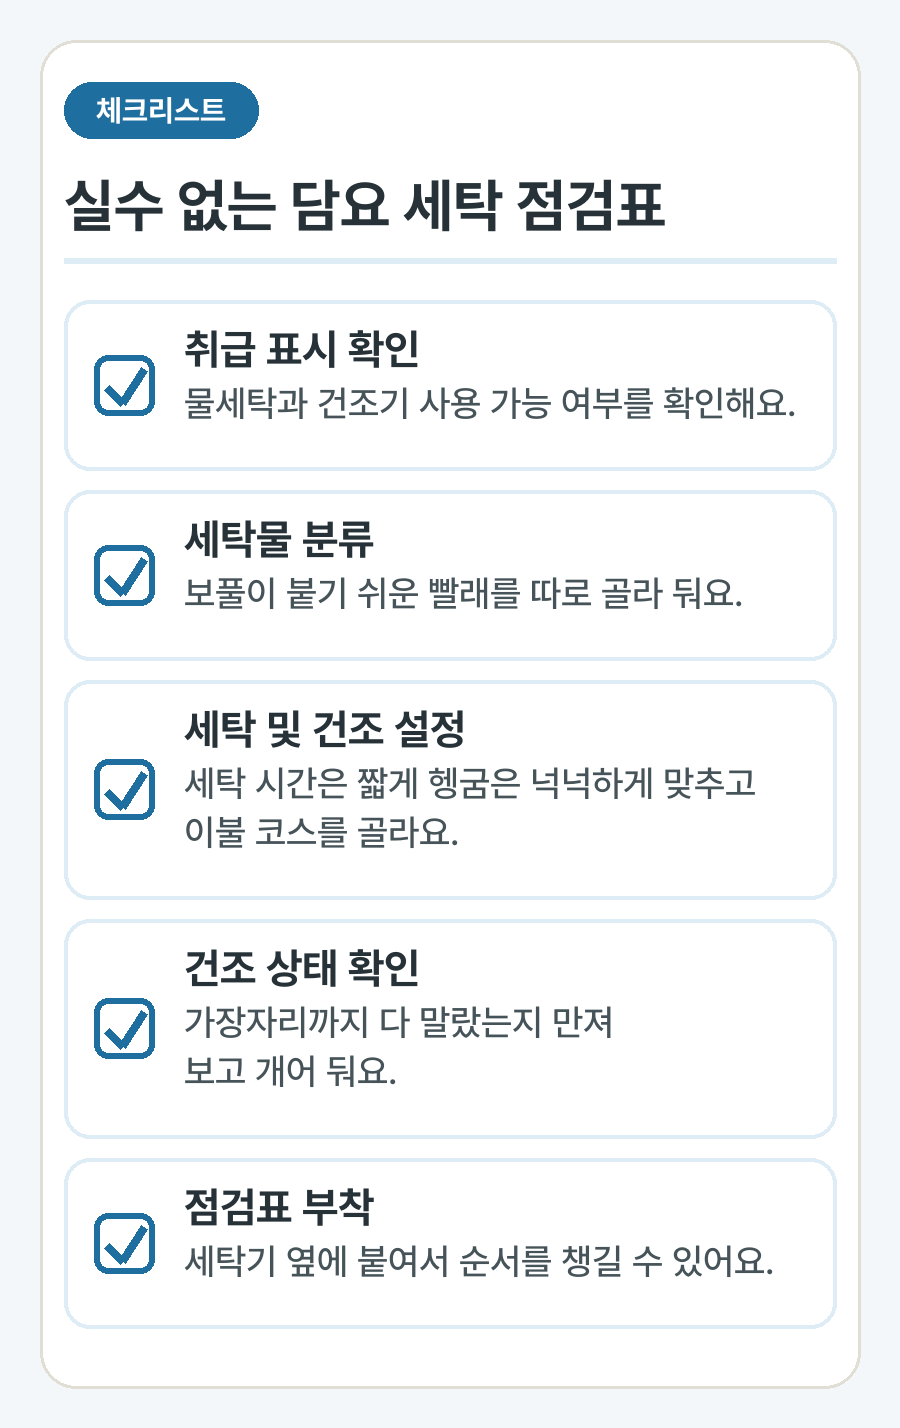 체크리스트
실수 없는 담요 세탁 점검표
취급 표시 확인
물세탁과 건조기 사용 가능 여부를 확인해요.
세탁물 분류
보풀이 붙기 쉬운 빨래를 따로 골라 둬요.
세탁 및 건조 설정
세탁 시간은 짧게 헹굼은 넉넉하게 맞추고
이불 코스를 골라요.
건조 상태 확인
가장자리까지 다 말랐는지 만져
보고 개어 둬요.
점검표 부착
세탁기 옆에 붙여서 순서를 챙길 수 있어요.